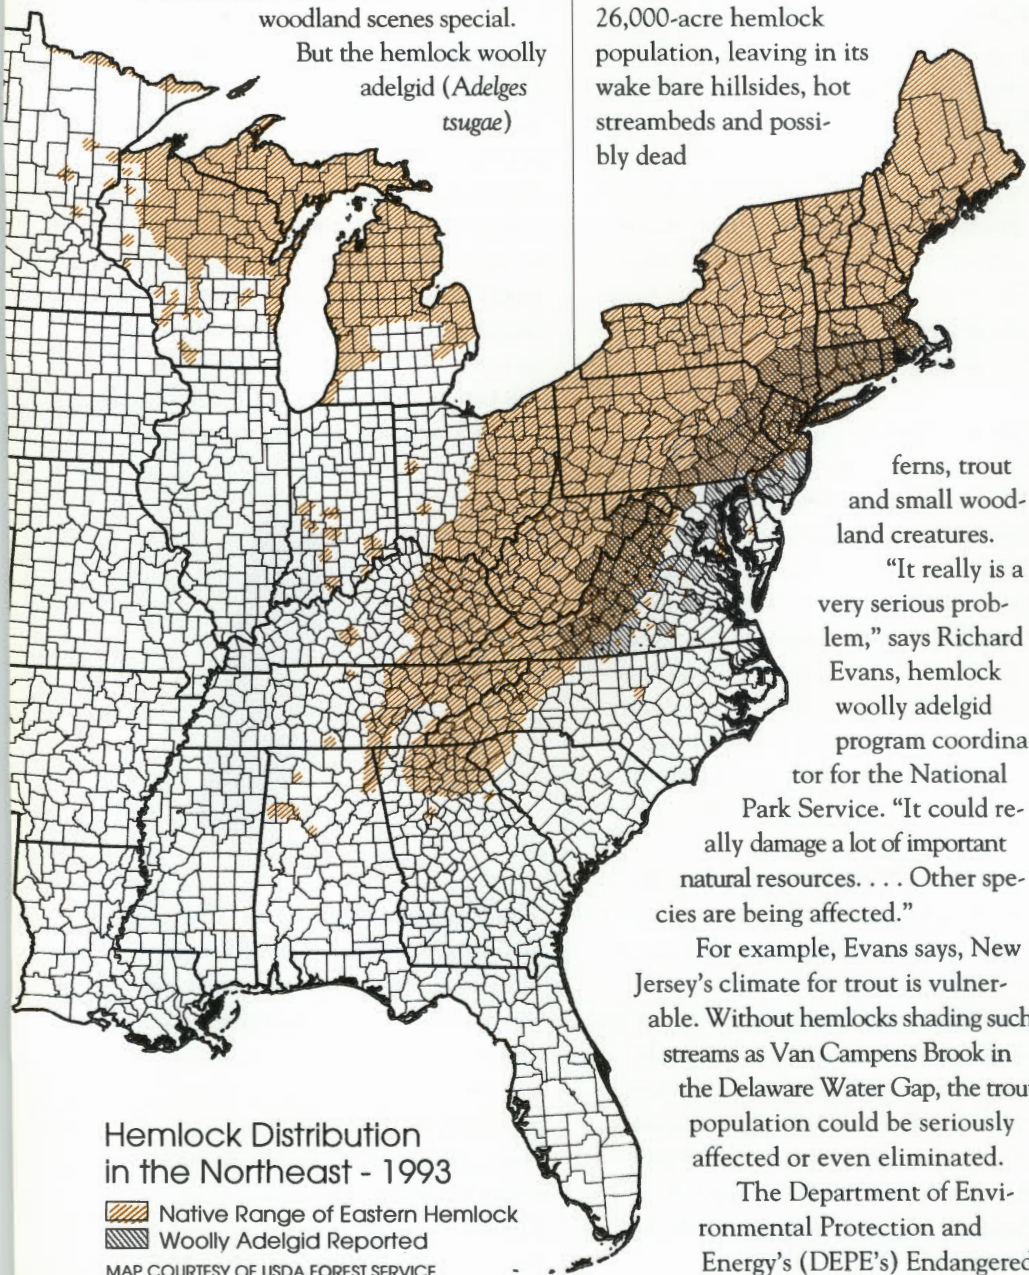 woodland scenes special.
But the hemlock woolly
adelgid (Adelges
tsugae)
26,000-acre hemlock
population, leaving in its
wake bare hillsides, hot
streambeds and possi-
bly dead
ferns, trout
and small wood-
land creatures.
"It really is a
very serious prob-
lem," says Richard
Evans, hemlock
woolly adelgid
program coordina
tor for the National
Park Service. "It could re-
ally damage a lot of important
natural resources. . . . Other spe-
cies are being affected."
For example, Evans says, New
Jersey's climate for trout is vulner-
able. Without hemlocks shading such
streams as Van Campens Brook in
the Delaware Water Gap, the trou
population could be seriously
affected or even eliminated.
The Department of Envi-
ronmental Protection and
Energy's (DEPE's) Endangered
Hemlock Distribution
in the Northeast - 1993
Native Range of Eastern Hemlock
Woolly Adelgid Reported
MAP COURTESY OF USDA FOREST SERVICE